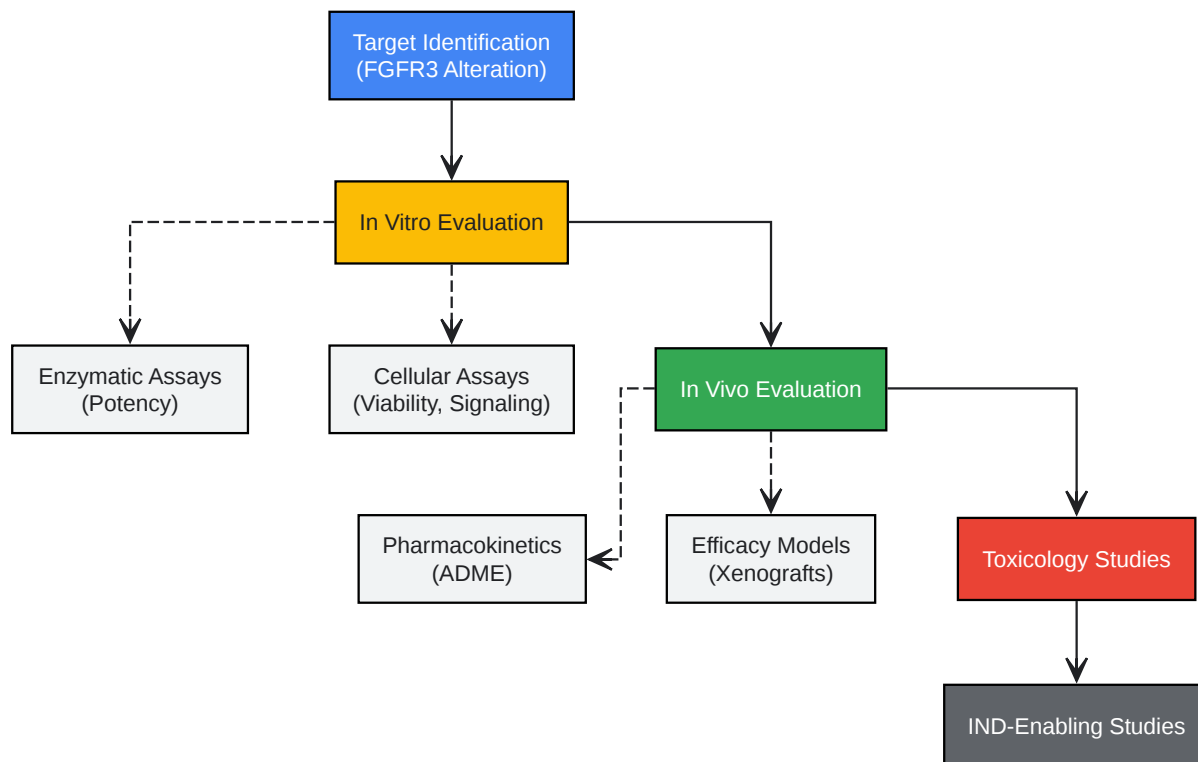 Target Identification
(FGFR3 Alteration)
In Vitro Evaluation
Enzymatic Assays
(Potency)
Cellular Assays
(Viability, Signaling)
In Vivo Evaluation
Pharmacokinetics
(ADME)
Efficacy Models
(Xenografts)
Toxicology Studies
IND-Enabling Studies